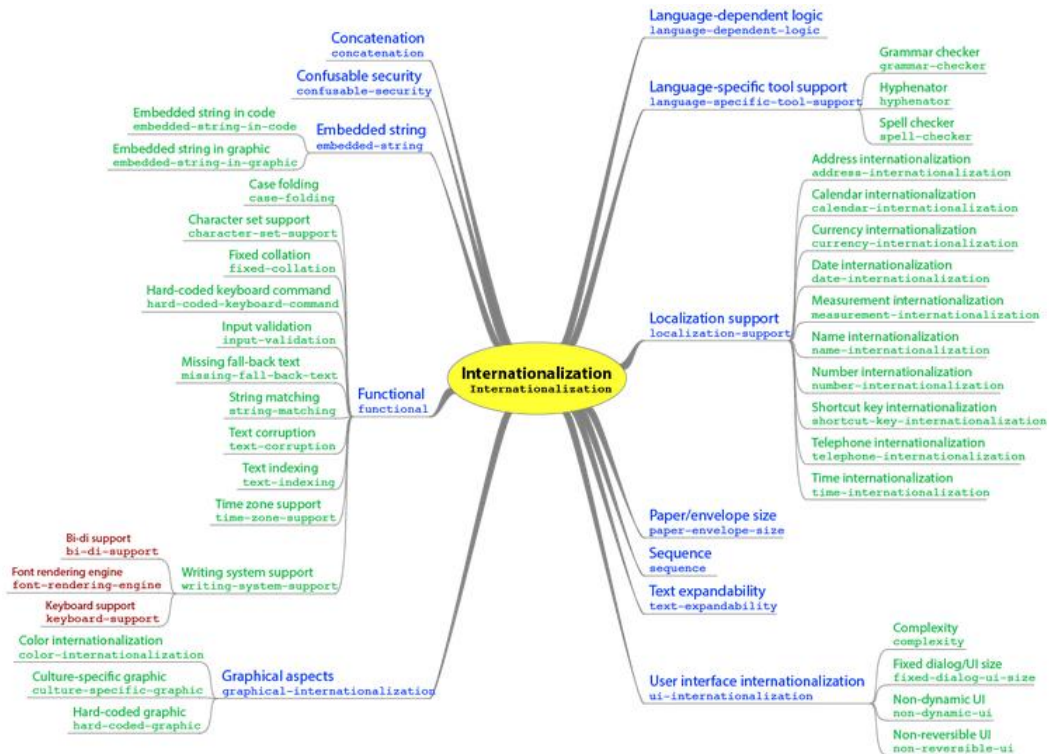 Internationalization
Internationalization
Concatenation
concatenation
Confusable security
confusable-security
Embedded string
embedded-string
Embedded string in code
embedded-string-in-code
Embedded string in graphic
embedded-string-in-graphic
Functional
functional
Case folding
case-folding
Character set support
character-set-support
Fixed collation
fixed-collation
Hard-coded keyboard command
hard-coded-keyboard-command
Input validation
input-validation
Missing fall-back text
missing-fall-back-text
String matching
string-matching
Text corruption
text-corruption
Text indexing
text-indexing
Time zone support
time-zone-support
Writing system support
writing-system-support
Bi-di support
bi-di-support
Font rendering engine
font-rendering-engine
Keyboard support
keyboard-support
Graphical aspects
graphical-internationalization
Color internationalization
color-internationalization
Culture-specific graphic
culture-specific-graphic
Hard-coded graphic
hard-coded-graphic
Language-dependent logic
language-dependent-logic
Language-specific tool support
language-specific-tool-support
Grammar checker
grammar-checker
Hyphenator
hyphenator
Spell checker
spell-checker
Localization support
localization-support
Address internationalization
address-internationalization
Calendar internationalization
calendar-internationalization
Currency internationalization
currency-internationalization
Date internationalization
date-internationalization
Measurement internationalization
measurement-internationalization
Name internationalization
name-internationalization
Number internationalization
number-internationalization
Shortcut key internationalization
shortcut-key-internationalization
Telephone internationalization
telephone-internationalization
Time internationalization
time-internationalization
Paper/envelope size
paper-envelope-size
Sequence
sequence
Text expandability
text-expandability
User interface internationalization
ui-internationalization
Complexity
complexity
Fixed dialog/UI size
fixed-dialog-ui-size
Non-dynamic UI
non-dynamic-ui
Non-reversible UI
non-reversible-ui